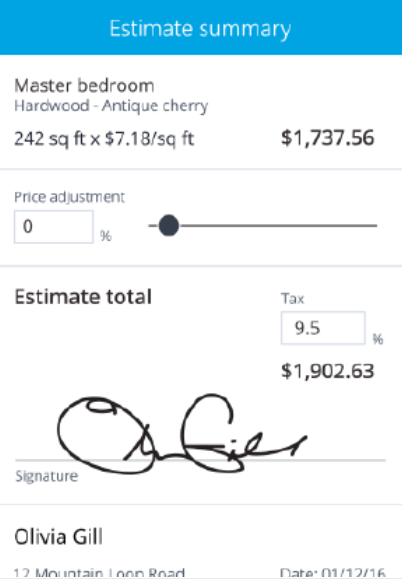 Estimate summary
Master bedroom
Hardwood - Antique cherry
242 sq ft x $7.18/sq ft $1,737.56
Price adjustment
0 %
Estimate total Tax
9.5 %
$1,902.63
Signature
Olivia Gill
12 Mountain Loop Road Date: 01/12/16